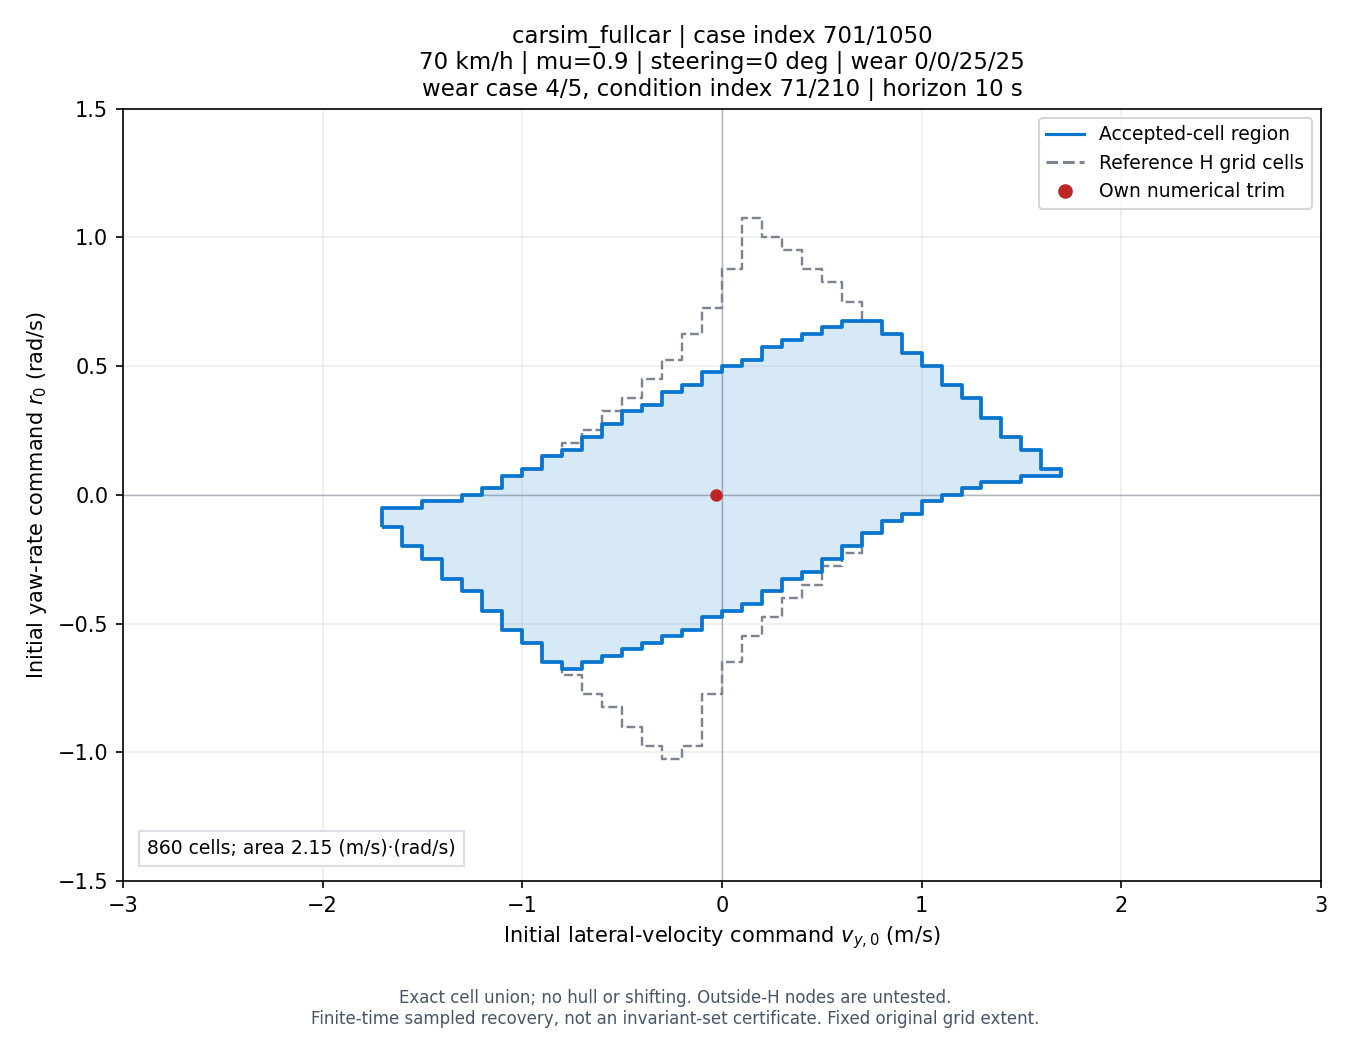 carsim_fullcar | case index 701/1050
70 km/h | mu=0.9 | steering=0 deg | wear 0/0/25/25
wear case 4/5, condition index 71/210 | horizon 10 s
Accepted-cell region
Reference H grid cells
Own numerical trim
1.5
1.0
0.5
0.0
−0.5
−1.0
−1.5
Initial yaw-rate command r0 (rad/s)
860 cells; area 2.15 (m/s)·(rad/s)
−3
−2
−1
0
1
2
3
Initial lateral-velocity command vy,0 (m/s)
Exact cell union; no hull or shifting. Outside-H nodes are untested.
Finite-time sampled recovery, not an invariant-set certificate. Fixed original grid extent.